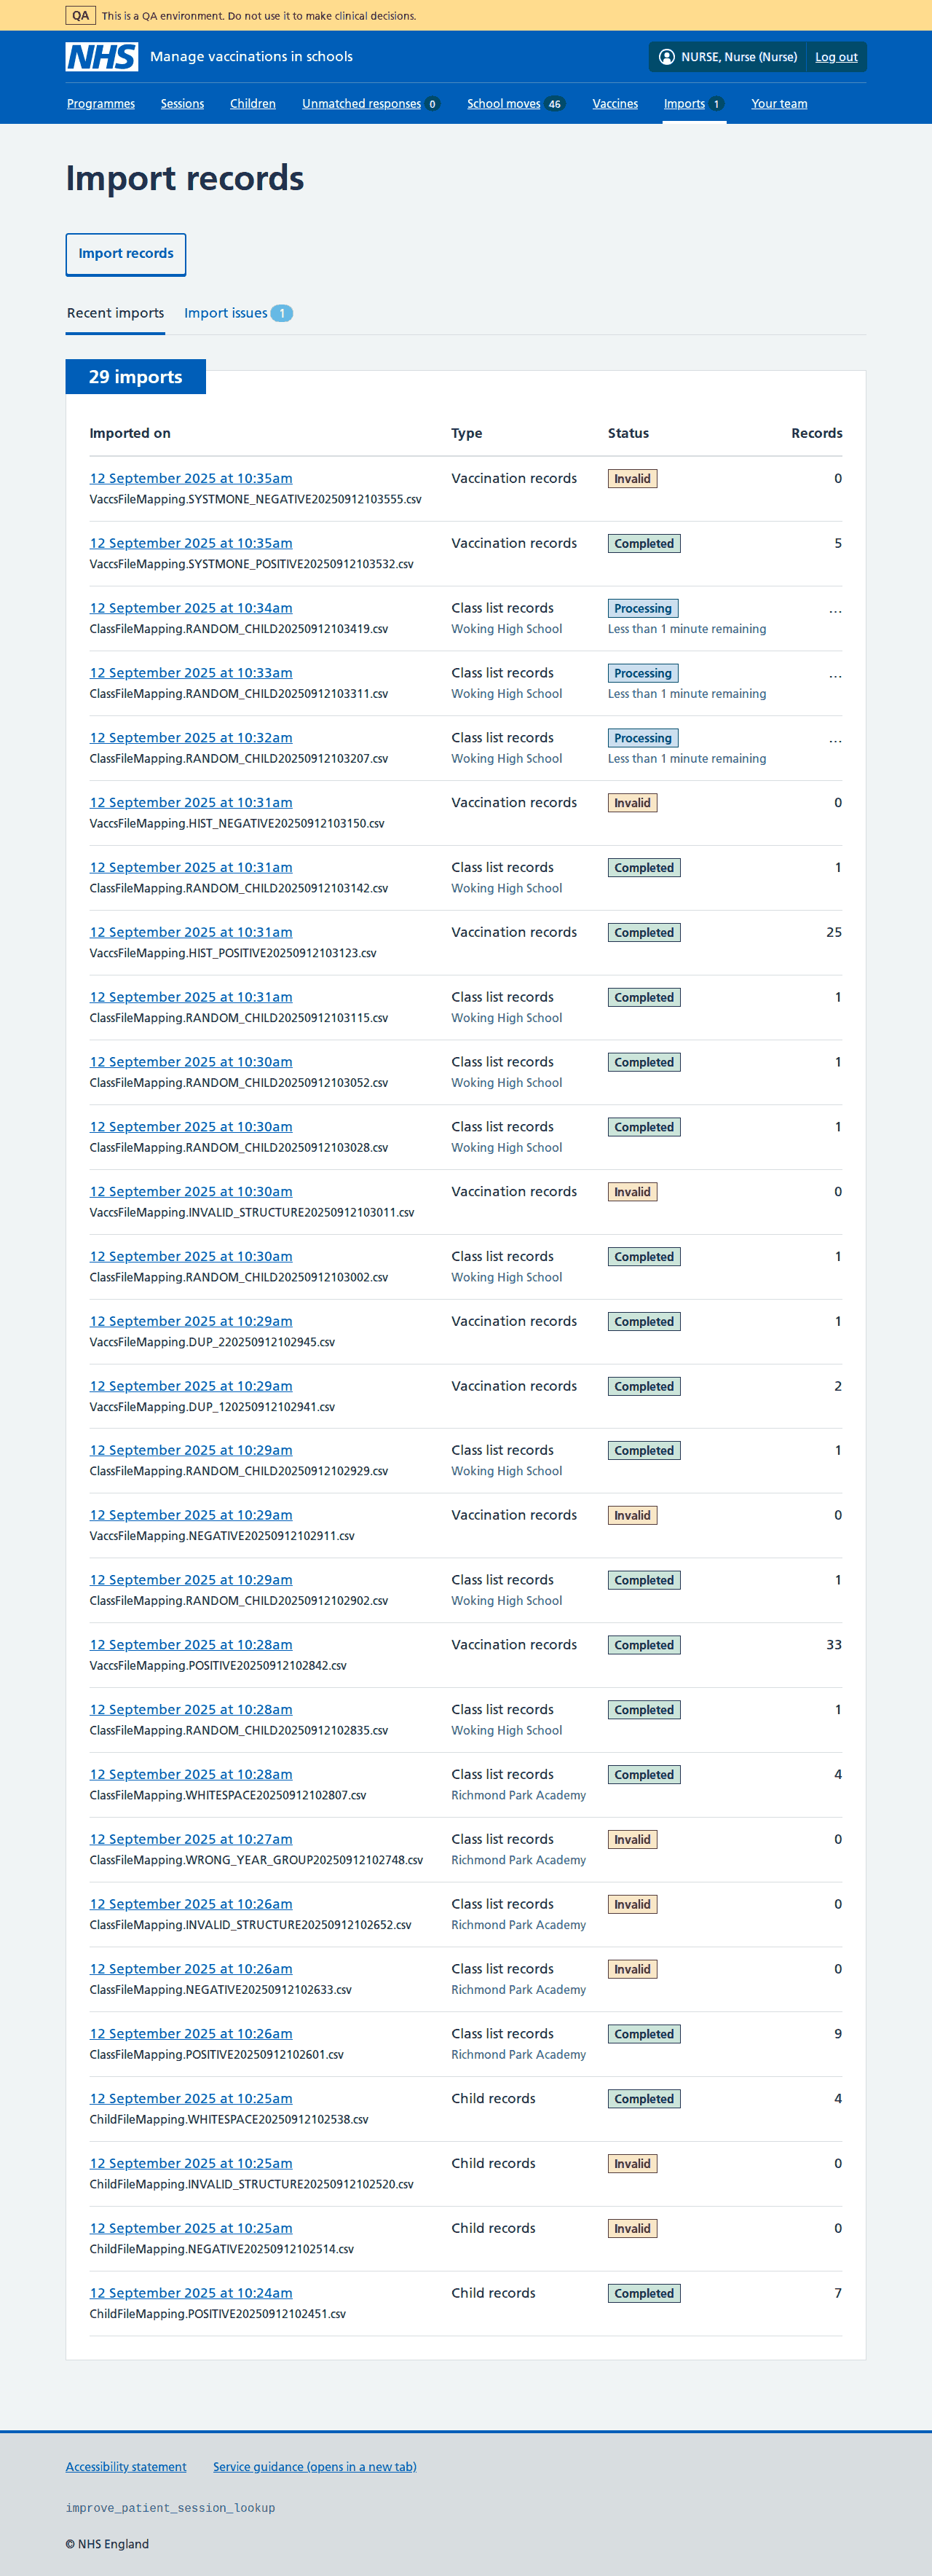 QA This is a QA environment. Do not use it to make clinical decisions.
NHS Manage vaccinations in schools NURSE, Nurse (Nurse) Log out
Programmes Sessions Children Unmatched responses 0 School moves 46 Vaccines Imports 1 Your team
Import records
Import records
Recent imports Import issues 1
29 imports
Imported on Type Status Records
12 September 2025 at 10:35am Vaccination records Invalid 0
VaccsFileMapping.SYSTMONE_NEGATIVE20250912103555.csv
12 September 2025 at 10:35am Vaccination records Completed 5
VaccsFileMapping.SYSTMONE_POSITIVE20250912103532.csv
12 September 2025 at 10:34am Class list records Processing …
ClassFileMapping.RANDOM_CHILD20250912103419.csv Woking High School Less than 1 minute remaining
12 September 2025 at 10:33am Class list records Processing …
ClassFileMapping.RANDOM_CHILD20250912103311.csv Woking High School Less than 1 minute remaining
12 September 2025 at 10:32am Class list records Processing …
ClassFileMapping.RANDOM_CHILD20250912103207.csv Woking High School Less than 1 minute remaining
12 September 2025 at 10:31am Vaccination records Invalid 0
VaccsFileMapping.HIST_NEGATIVE20250912103150.csv
12 September 2025 at 10:31am Class list records Completed 1
ClassFileMapping.RANDOM_CHILD20250912103142.csv Woking High School
12 September 2025 at 10:31am Vaccination records Completed 25
VaccsFileMapping.HIST_POSITIVE20250912103123.csv
12 September 2025 at 10:31am Class list records Completed 1
ClassFileMapping.RANDOM_CHILD20250912103115.csv Woking High School
12 September 2025 at 10:30am Class list records Completed 1
ClassFileMapping.RANDOM_CHILD20250912103052.csv Woking High School
12 September 2025 at 10:30am Class list records Completed 1
ClassFileMapping.RANDOM_CHILD20250912103028.csv Woking High School
12 September 2025 at 10:30am Vaccination records Invalid 0
VaccsFileMapping.INVALID_STRUCTURE20250912103011.csv
12 September 2025 at 10:30am Class list records Completed 1
ClassFileMapping.RANDOM_CHILD20250912103002.csv Woking High School
12 September 2025 at 10:29am Vaccination records Completed 1
VaccsFileMapping.DUP_220250912102945.csv
12 September 2025 at 10:29am Vaccination records Completed 2
VaccsFileMapping.DUP_120250912102941.csv
12 September 2025 at 10:29am Class list records Completed 1
ClassFileMapping.RANDOM_CHILD20250912102929.csv Woking High School
12 September 2025 at 10:29am Vaccination records Invalid 0
VaccsFileMapping.NEGATIVE20250912102911.csv
12 September 2025 at 10:29am Class list records Completed 1
ClassFileMapping.RANDOM_CHILD20250912102902.csv Woking High School
12 September 2025 at 10:28am Vaccination records Completed 33
VaccsFileMapping.POSITIVE20250912102842.csv
12 September 2025 at 10:28am Class list records Completed 1
ClassFileMapping.RANDOM_CHILD20250912102835.csv Woking High School
12 September 2025 at 10:28am Class list records Completed 4
ClassFileMapping.WHITESPACE20250912102807.csv Richmond Park Academy
12 September 2025 at 10:27am Class list records Invalid 0
ClassFileMapping.WRONG_YEAR_GROUP20250912102748.csv Richmond Park Academy
12 September 2025 at 10:26am Class list records Invalid 0
ClassFileMapping.INVALID_STRUCTURE20250912102652.csv Richmond Park Academy
12 September 2025 at 10:26am Class list records Invalid 0
ClassFileMapping.NEGATIVE20250912102633.csv Richmond Park Academy
12 September 2025 at 10:26am Class list records Completed 9
ClassFileMapping.POSITIVE20250912102601.csv Richmond Park Academy
12 September 2025 at 10:25am Child records Completed 4
ChildFileMapping.WHITESPACE20250912102538.csv
12 September 2025 at 10:25am Child records Invalid 0
ChildFileMapping.INVALID_STRUCTURE20250912102520.csv
12 September 2025 at 10:25am Child records Invalid 0
ChildFileMapping.NEGATIVE20250912102514.csv
12 September 2025 at 10:24am Child records Completed 7
ChildFileMapping.POSITIVE20250912102451.csv
Accessibility statement Service guidance (opens in a new tab)
improve_patient_session_lookup
© NHS England